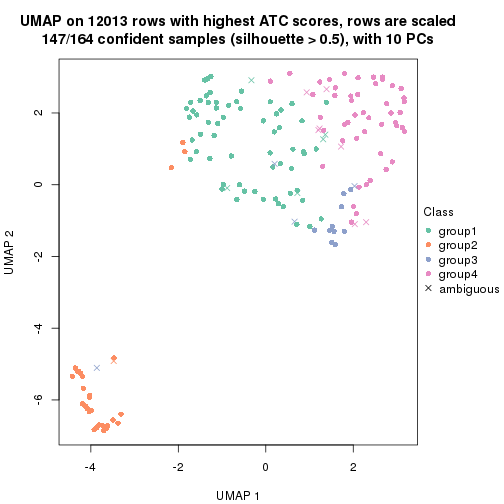 UMAP on 12013 rows with highest ATC scores, rows are scaled
147/164 confident samples (silhouette > 0.5), with 10 PCs
2
0
-2
-4
-6
UMAP 2
-4
-2
0
2
UMAP 1
Class
group1
group2
group3
group4
ambiguous